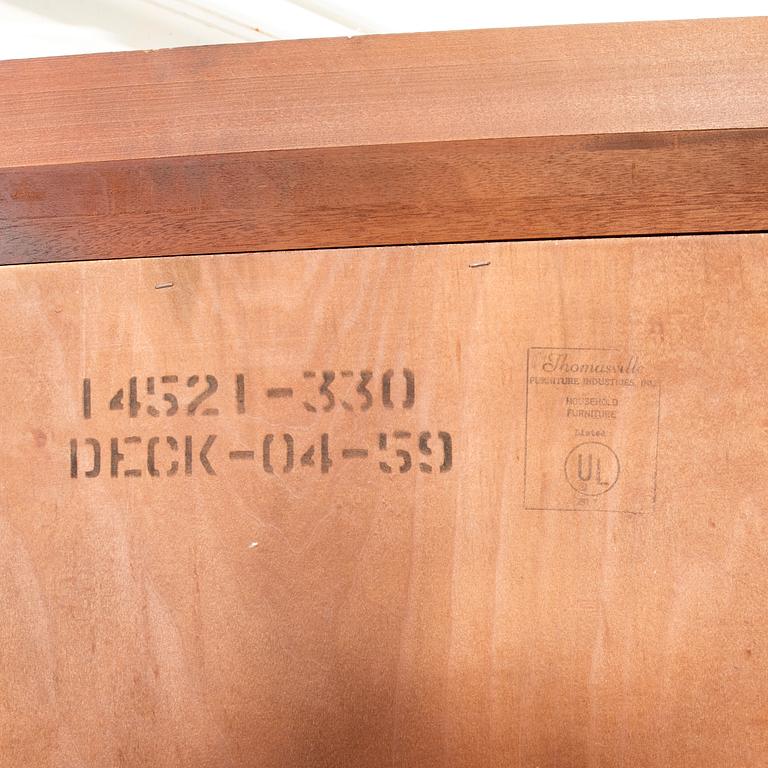 14521-330
DECK-04-59
Thomasville
FURNITURE INDUSTRIES, INC.
HOUSEHOLD
FURNITURE
Listed
UL